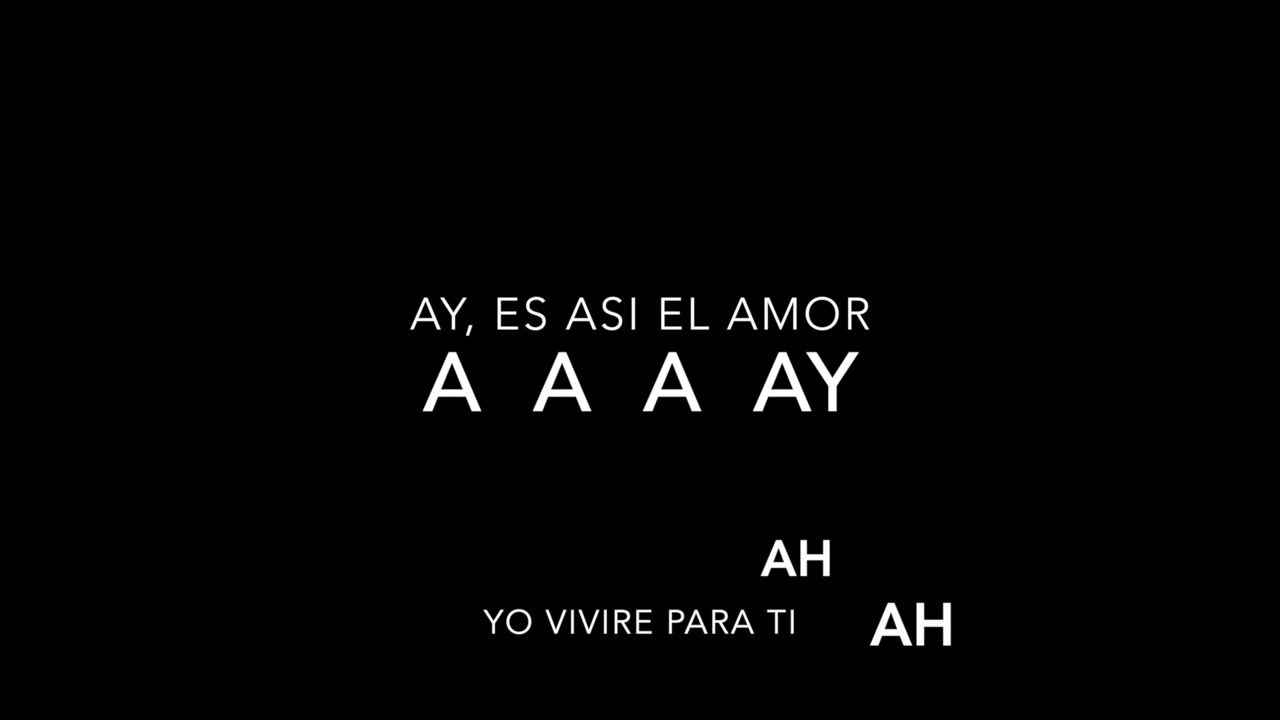 AY, ES ASI EL AMOR
A A A AY
AH
YO VIVIRE PARA TI
AH